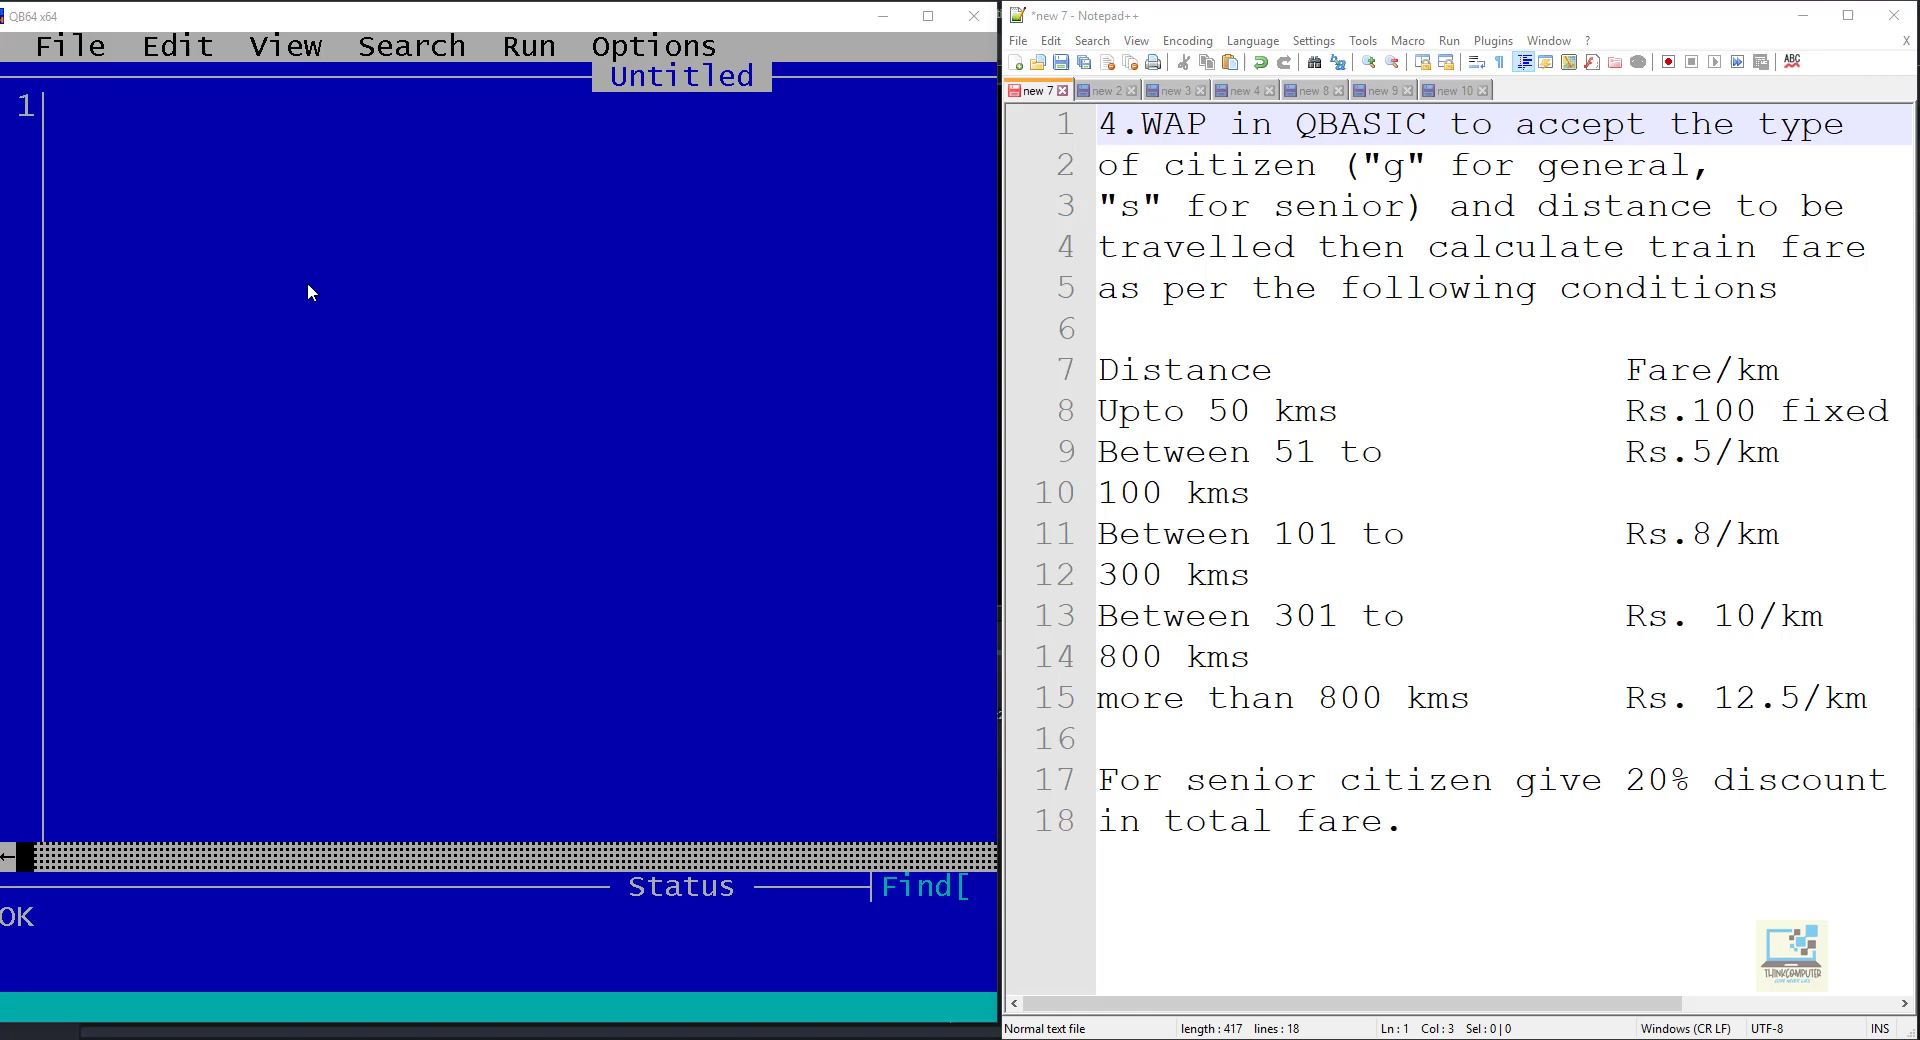 QB64 x64
File Edit View Search Run Options
Untitled
1
Status
Find[
OK
*new 7 - Notepad++
File Edit Search View Encoding Language Settings Tools Macro Run Plugins Window ? X
ABC
new 7 new 2 new 3 new 4 new 8 new 9 new 10
1 4.WAP in QBASIC to accept the type
2 of citizen ("g" for general,
3 "s" for senior) and distance to be
4 travelled then calculate train fare
5 as per the following conditions
6
7 Distance Fare/km
8 Upto 50 kms Rs.100 fixed
9 Between 51 to Rs.5/km
10 100 kms
11 Between 101 to Rs.8/km
12 300 kms
13 Between 301 to Rs. 10/km
14 800 kms
15 more than 800 kms Rs. 12.5/km
16
17 For senior citizen give 20% discount
18 in total fare.
THINKCOMPUTER
Normal text file length : 417 lines : 18 Ln : 1 Col : 3 Sel : 0 | 0 Windows (CR LF) UTF-8 INS